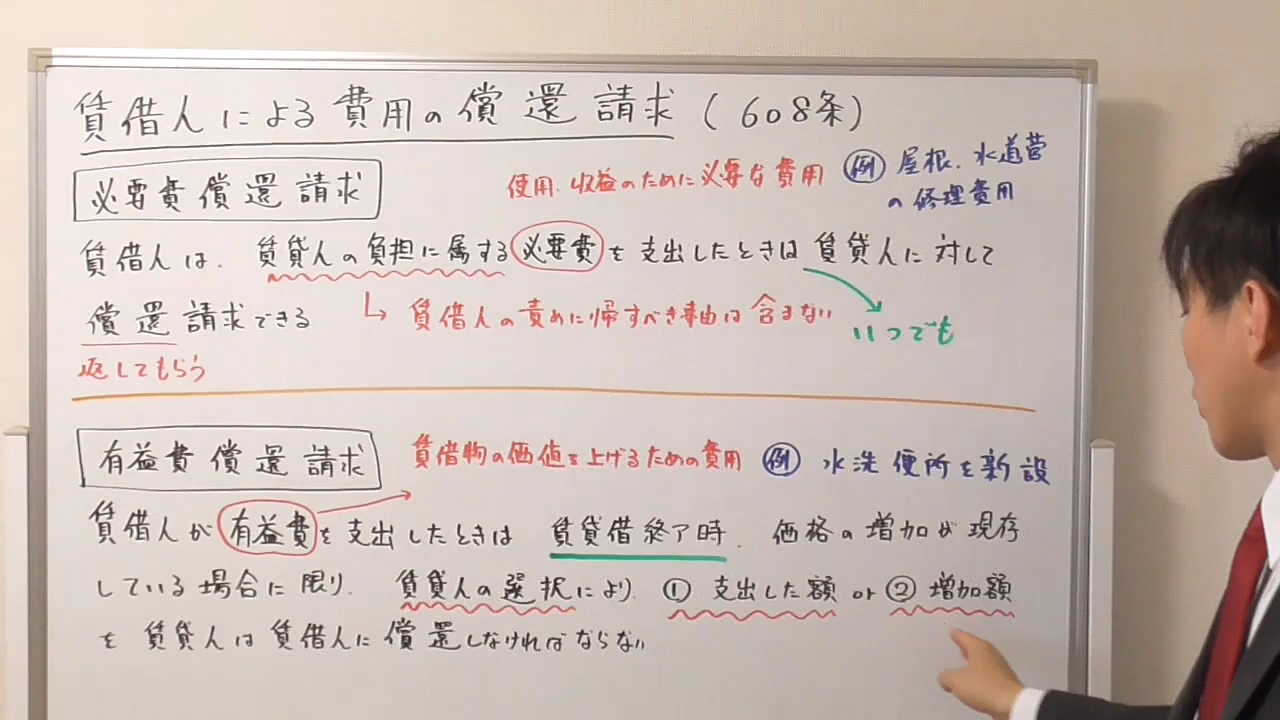 賃借人による費用の償還請求(608条)
必要費償還請求
使用.収益のために必要な費用
例 屋根.水道管
の修理費用
賃借人は.賃貸人の負担に属する必要費を支出したときは賃貸人に対して
償還請求できる
賃借人の責めに帰すべき事由は含まない
いつでも
返してもらう
有益費償還請求
賃借物の価値を上げるための費用
例 水洗便所を新設
賃借人が有益費を支出したときは 賃貸借終了時.価格の増加が現存
している場合に限り.賃貸人の選択により.① 支出した額 or ② 増加額
を賃貸人は賃借人に償還しなければならない